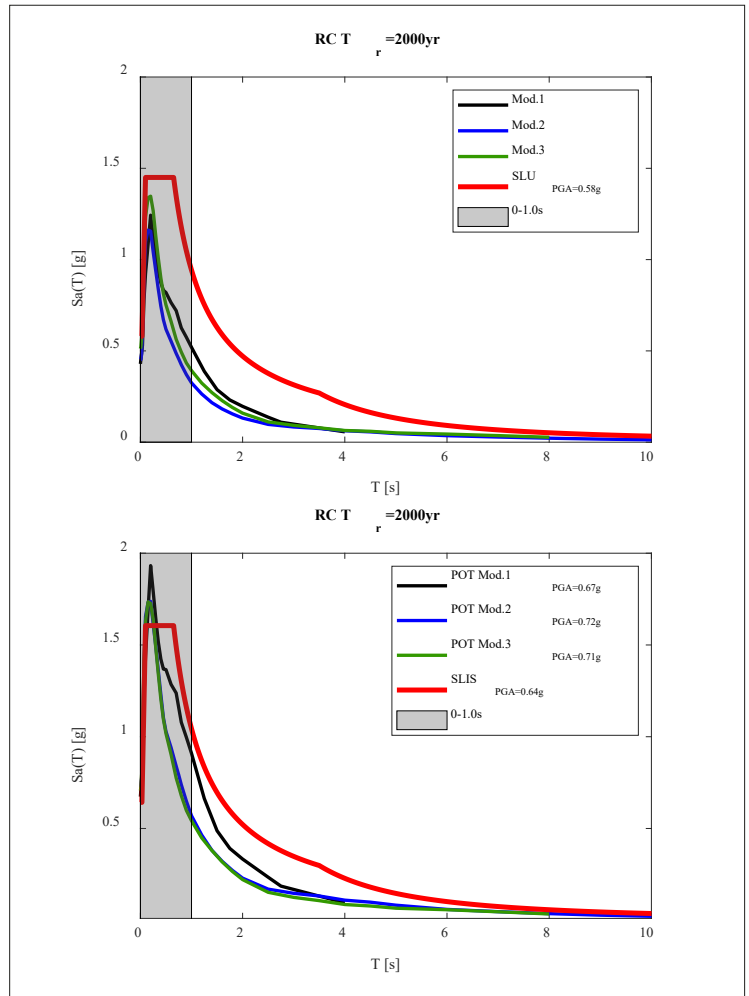 RC T r =2000yr
2
Mod.1
Mod.2
Mod.3
SLU PGA=0.58g
0-1.0s
1.5
Sa(T) [g]
1
0.5
0
0 2 4 6 8 10
T [s]
RC T r =2000yr
2
POT Mod.1 PGA=0.67g
POT Mod.2 PGA=0.72g
POT Mod.3 PGA=0.71g
SLIS PGA=0.64g
0-1.0s
1.5
Sa(T) [g]
1
0.5
0 2 4 6 8 10
T [s]